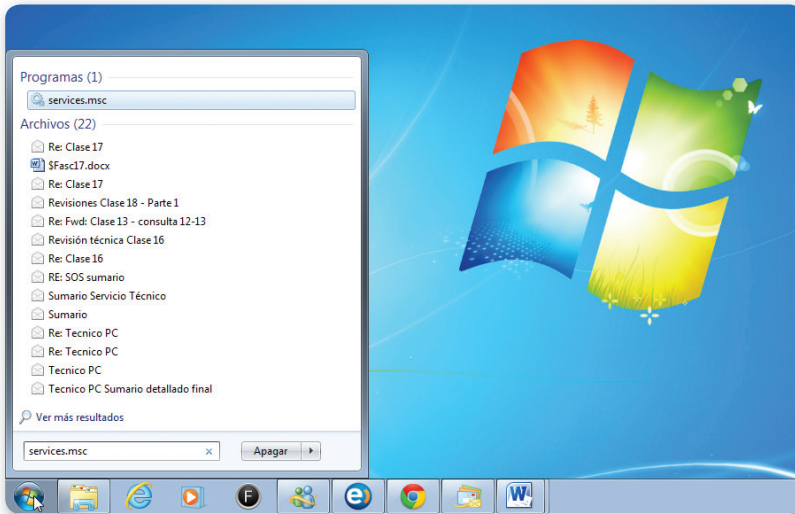 Programas (1)
services.msc
Archivos (22)
Re: Clase 17
$Fasc17.docx
Re: Clase 17
Revisiones Clase 18 - Parte 1
Re: Fwd: Clase 13 - consulta 12-13
Revisión técnica Clase 16
Re: Clase 16
RE: SOS sumario
Sumario Servicio Técnico
Sumario
Re: Tecnico PC
Re: Tecnico PC
Tecnico PC
Tecnico PC Sumario detallado final
Ver más resultados
services.msc
Apagar